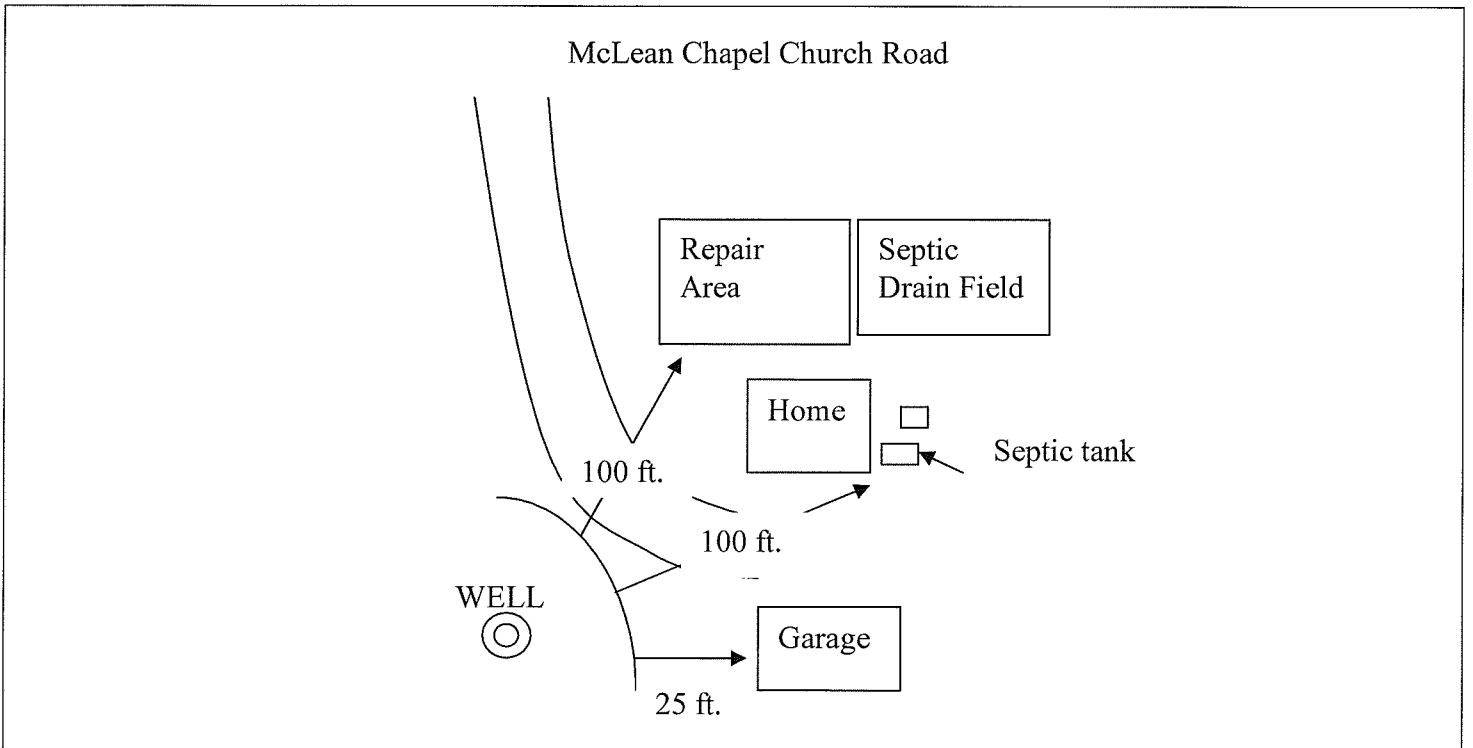 McLean Chapel Church Road
Repair
Area
Septic
Drain Field
Home
Septic tank
100 ft.
100 ft.
WELL
Garage
25 ft.